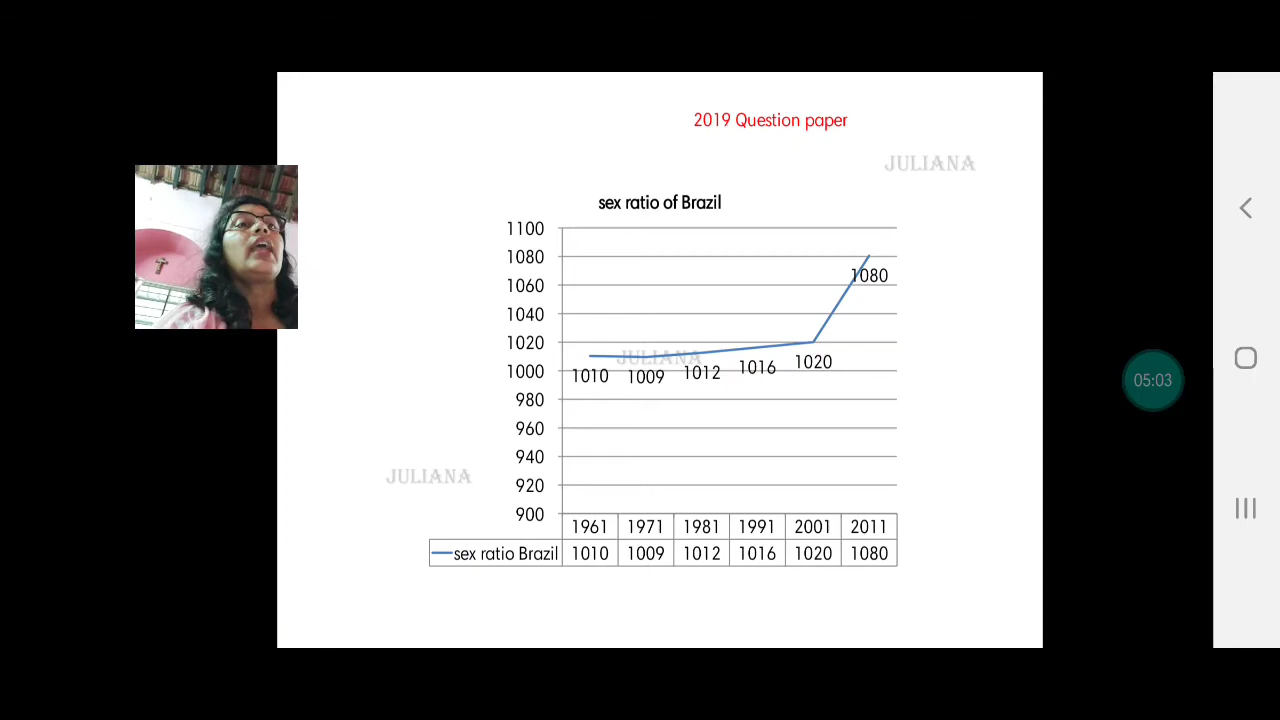 2019 Question paper
JULIANA
sex ratio of Brazil
1100
1080
1060
1040
1020
1000
980
960
940
920
900
1080
1020
1016
1012
1009
1010
JULIANA
JULIANA
05:03
1961 1971 1981 1991 2001 2011
sex ratio Brazil 1010 1009 1012 1016 1020 1080